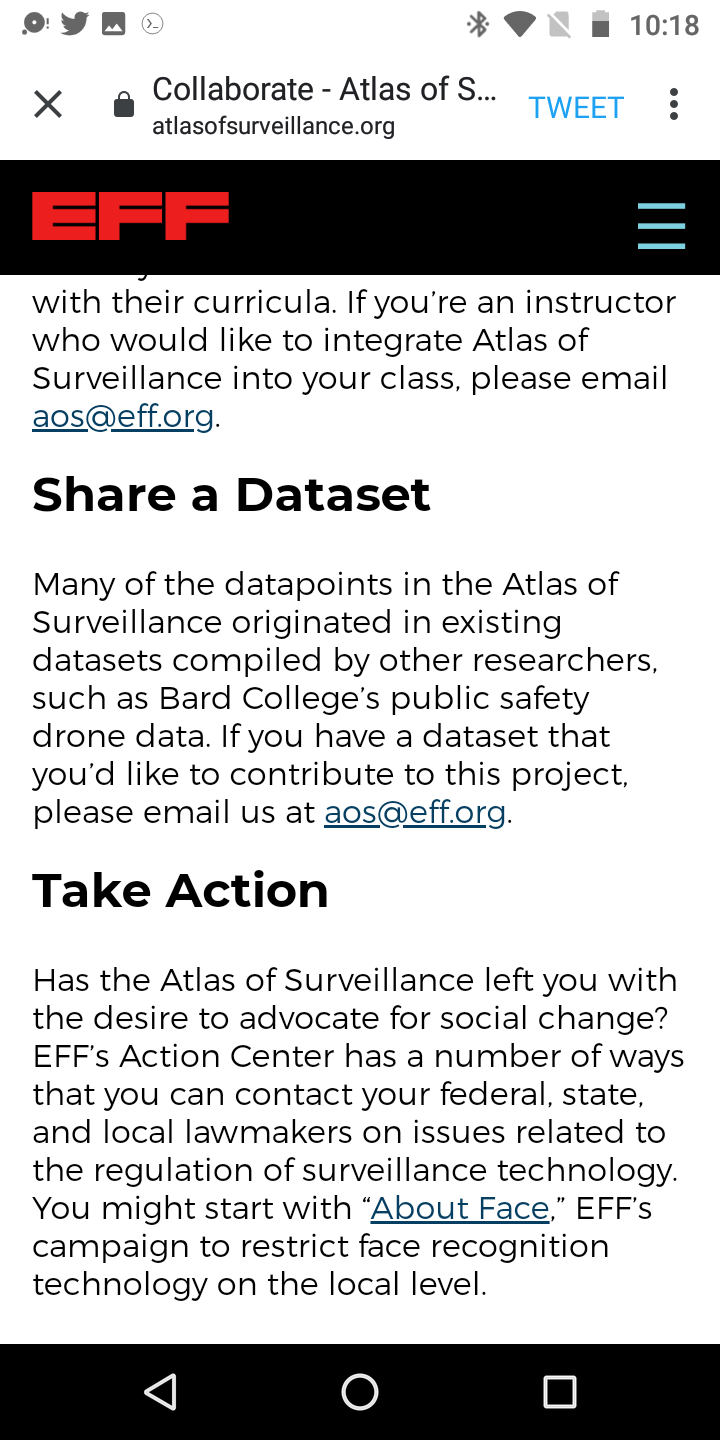 10:18
Collaborate - Atlas of S...
atlasofsurveillance.org
TWEET
EFF
with their curricula. If you’re an instructor
who would like to integrate Atlas of
Surveillance into your class, please email
aos@eff.org.
Share a Dataset
Many of the datapoints in the Atlas of
Surveillance originated in existing
datasets compiled by other researchers,
such as Bard College’s public safety
drone data. If you have a dataset that
you’d like to contribute to this project,
please email us at aos@eff.org.
Take Action
Has the Atlas of Surveillance left you with
the desire to advocate for social change?
EFF’s Action Center has a number of ways
that you can contact your federal, state,
and local lawmakers on issues related to
the regulation of surveillance technology.
You might start with “About Face,” EFF’s
campaign to restrict face recognition
technology on the local level.